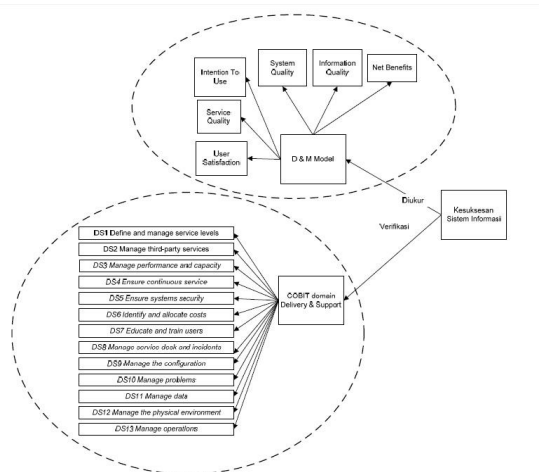 System
Quality
Information
Quality
Net Benefits
Intention To
Use
Service
Quality
User
Satisfaction
D & M Model
Diukur
Kesuksesan
Sistem Informasi
Verifikasi
DS1 Define and manage service levels
DS2 Manage third-party services
DS3 Manage performance and capacity
DS4 Ensure continuous service
DS5 Ensure systems security
DS6 Identify and allocate costs
DS7 Educate and train users
DS8 Manage service desk and incidents
DS9 Manage the configuration
DS10 Manage problems
DS11 Manage data
DS12 Manage the physical environment
DS13 Manage operations
COBIT domain
Delivery & Support